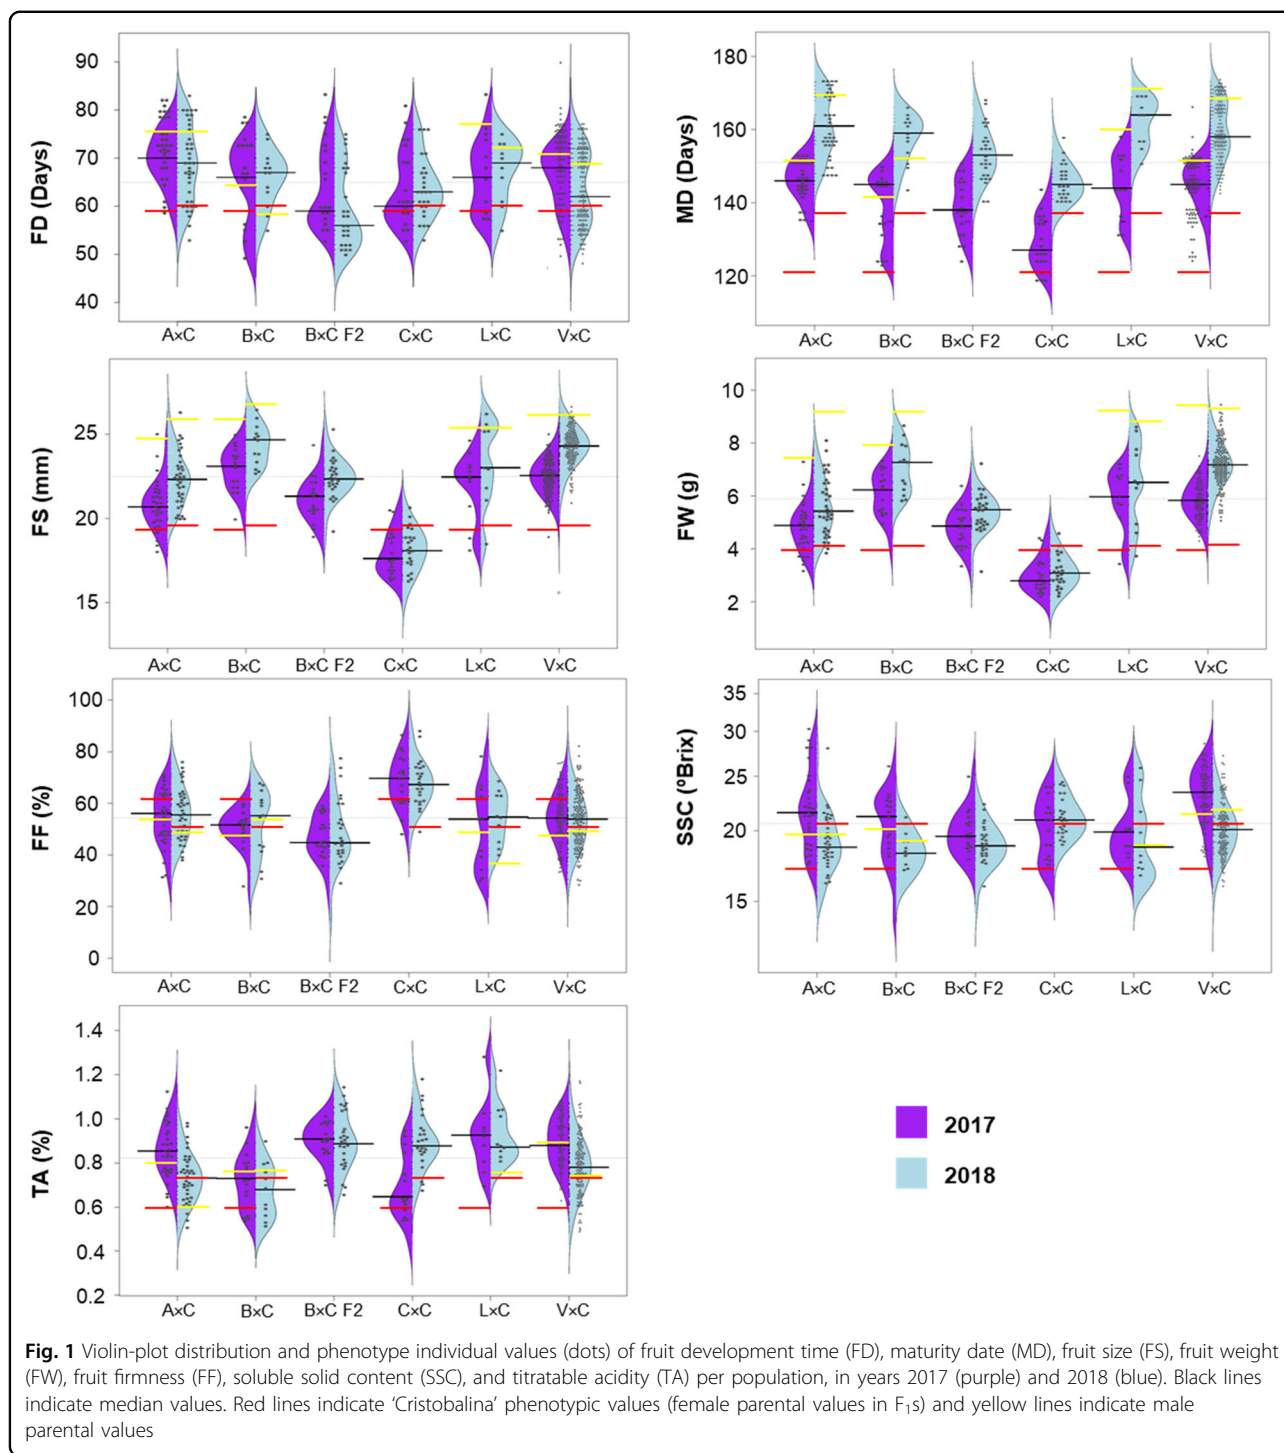 FD (Days)
90
80
70
60
50
40
A×C B×C B×C F2 C×C L×C V×C
MD (Days)
180
160
140
120
A×C B×C B×C F2 C×C L×C V×C
FS (mm)
25
20
15
A×C B×C B×C F2 C×C L×C V×C
FW (g)
10
8
6
4
2
A×C B×C B×C F2 C×C L×C V×C
FF (%)
100
80
60
40
20
0
A×C B×C B×C F2 C×C L×C V×C
SSC (ºBrix)
35
30
25
20
15
A×C B×C B×C F2 C×C L×C V×C
TA (%)
1.4
1.2
1.0
0.8
0.6
0.4
0.2
A×C B×C B×C F2 C×C L×C V×C
2017
2018
Fig. 1 Violin-plot distribution and phenotype individual values (dots) of fruit development time (FD), maturity date (MD), fruit size (FS), fruit weight
(FW), fruit firmness (FF), soluble solid content (SSC), and titratable acidity (TA) per population, in years 2017 (purple) and 2018 (blue). Black lines
indicate median values. Red lines indicate ‘Cristobalina’ phenotypic values (female parental values in F₁s) and yellow lines indicate male
parental values